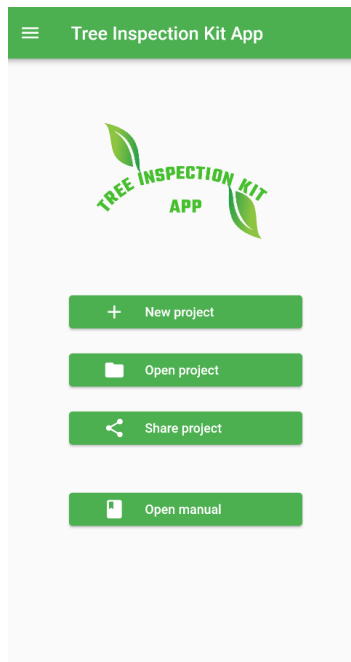 Tree Inspection Kit App
TREE INSPECTION KIT
APP
New project
Open project
Share project
Open manual